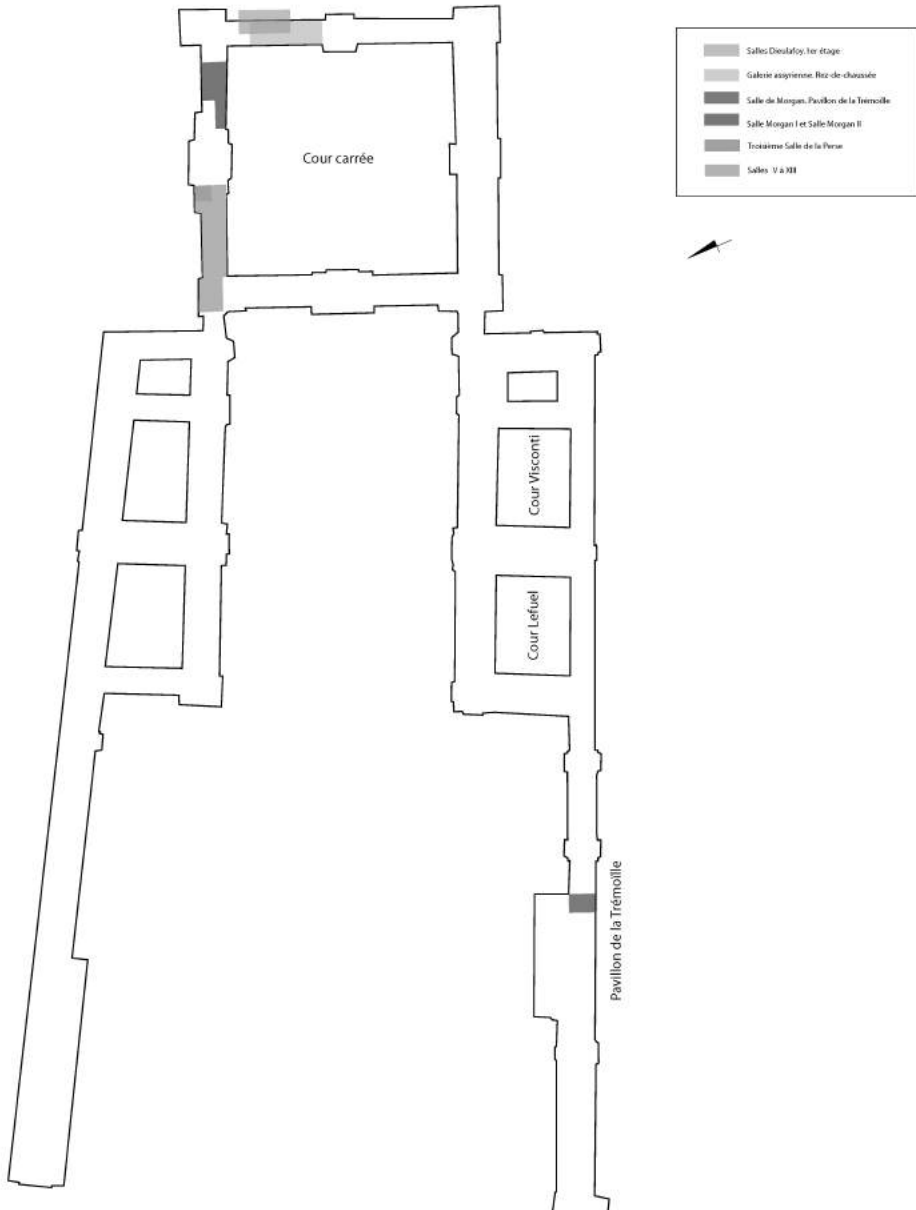 Salles Dieulafoy. 1er étage
Galerie assyrienne. Rez-de-chaussée
Salle de Morgan. Pavillon de la Trémoille
Salle Morgan I et Salle Morgan II
Troisième Salle de la Perse
Salles V à XIII
Cour carrée
Cour Visconti
Cour Lefuel
Pavillon de la Trémoïlle